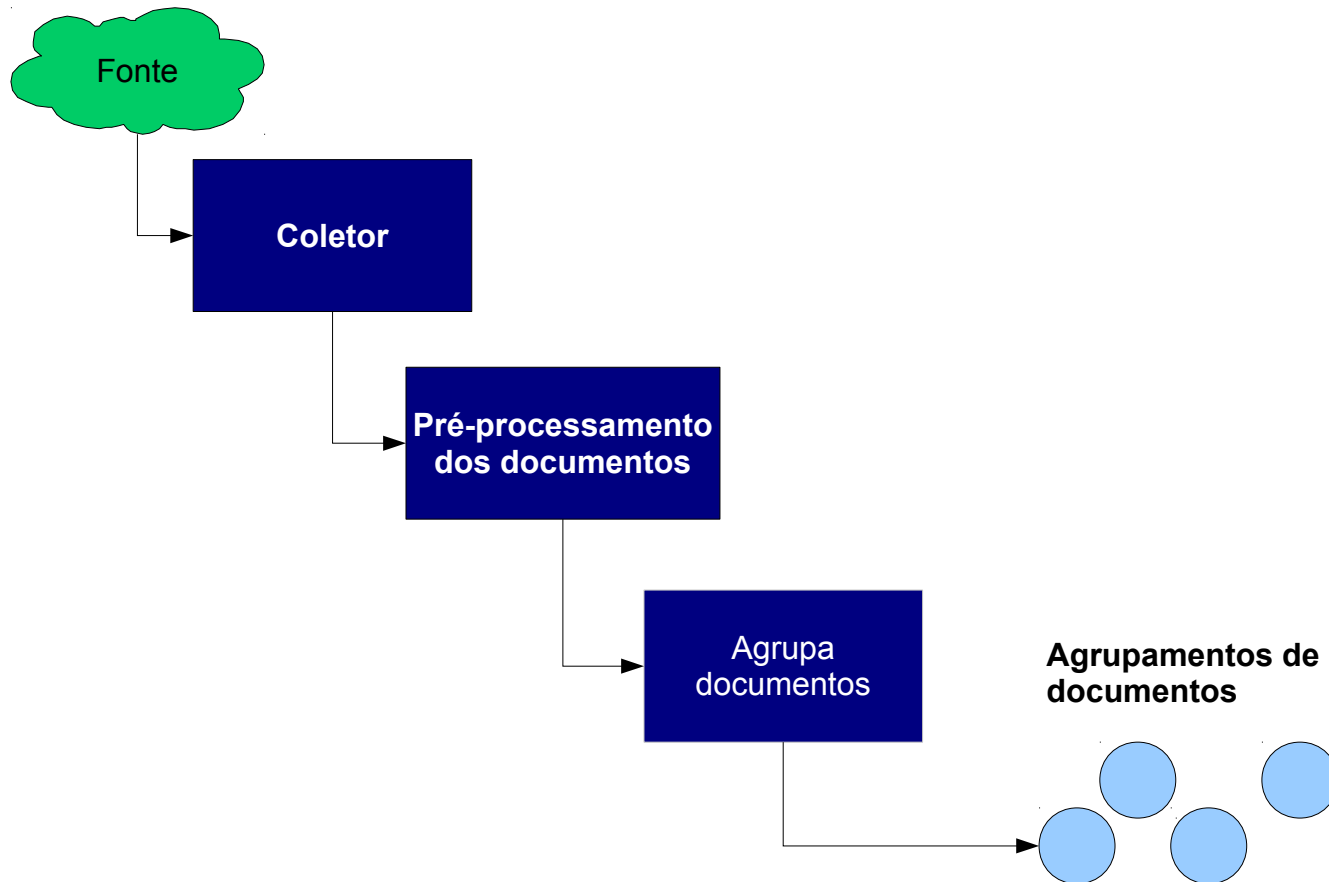 Fonte
Coletor
Pré-processamento
dos documentos
Agrupa
documentos
Agrupamentos de
documentos